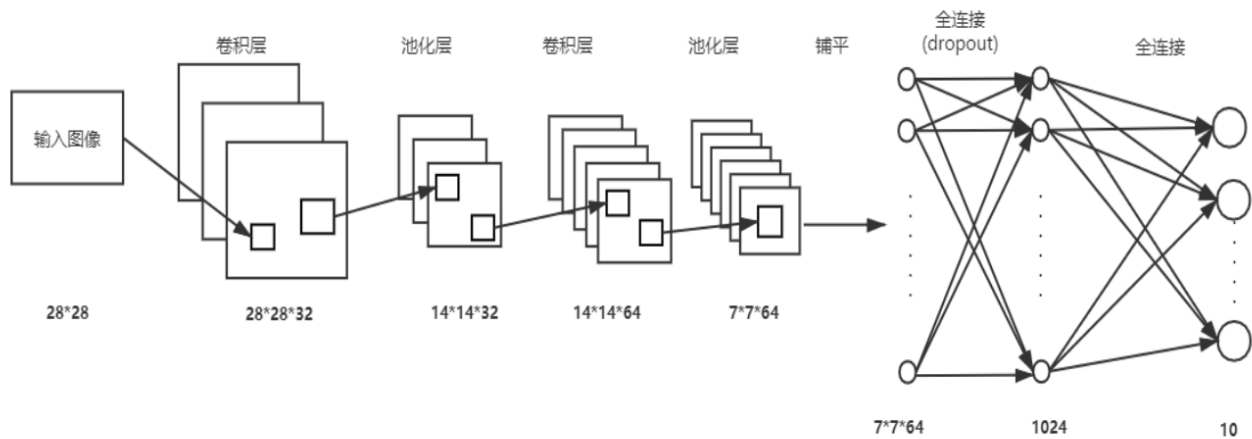 卷积层
池化层
卷积层
池化层
铺平
全连接
(dropout)
全连接
输入图像
28*28
28*28*32
14*14*32
14*14*64
7*7*64
7*7*64
1024
10